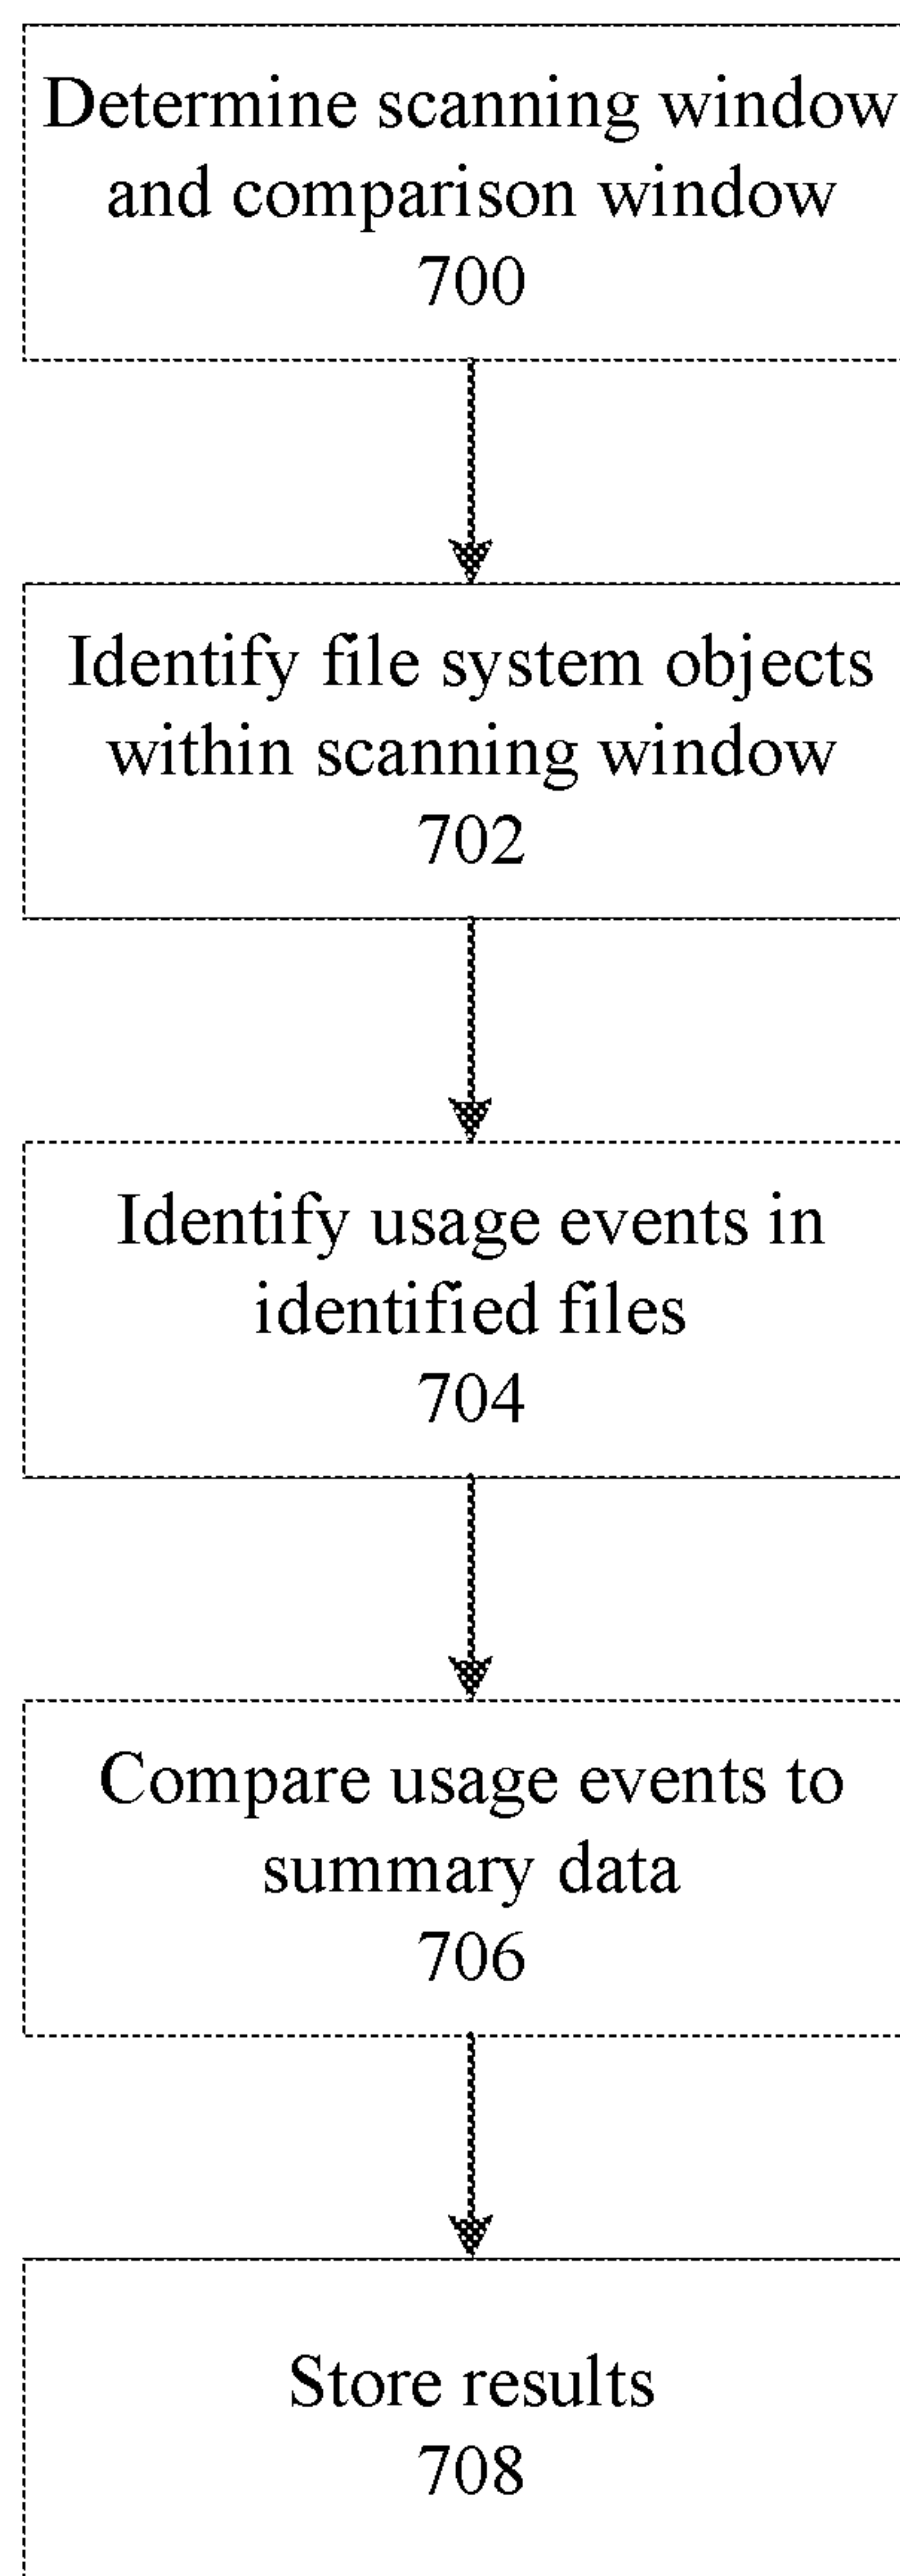 Determine scanning window
and comparison window
700
Identify file system objects
within scanning window
702
Identify usage events in
identified files
704
Compare usage events to
summary data
706
Store results
708